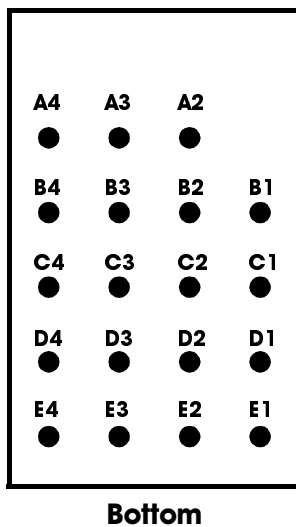 A4 A3 A2
B4 B3 B2 B1
C4 C3 C2 C1
D4 D3 D2 D1
E4 E3 E2 E1
Bottom